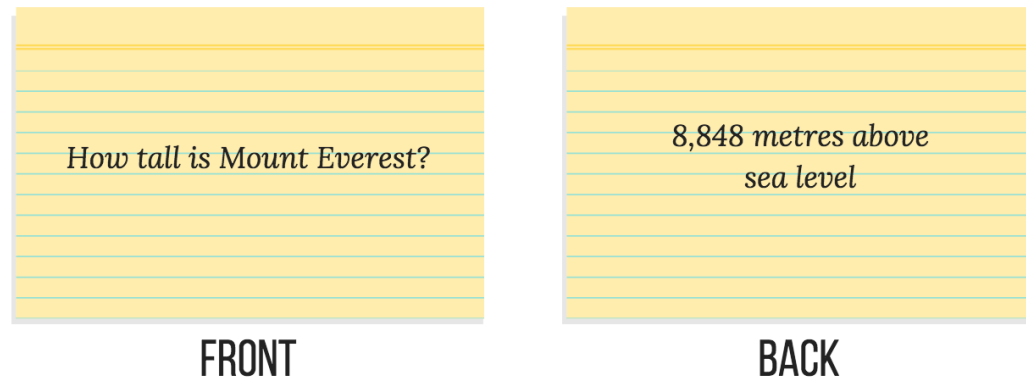 How tall is Mount Everest?
8,848 metres above
sea level
FRONT
BACK